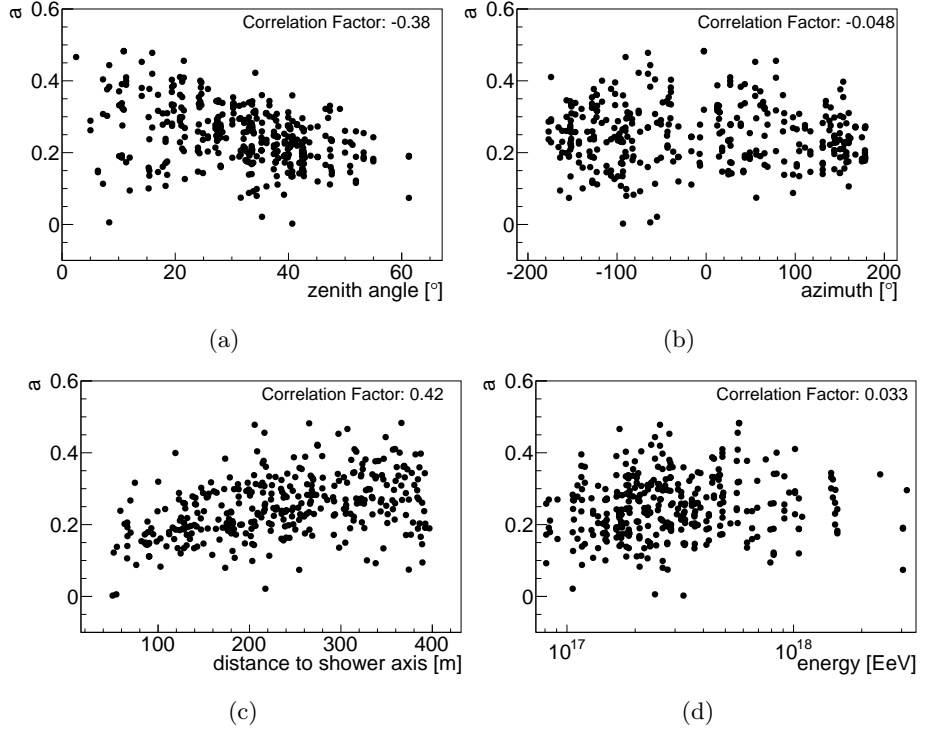 a
0.6
Correlation Factor: -0.38
0.4
0.2
0
0 20 40 60
zenith angle [°]
(a)
a
0.6
Correlation Factor: -0.048
0.4
0.2
0
-200 -100 0 100 200
azimuth [°]
(b)
a
0.6
Correlation Factor: 0.42
0.4
0.2
0
100 200 300 400
distance to shower axis [m]
(c)
a
0.6
Correlation Factor: 0.033
0.4
0.2
0
10^17 10^18
energy [EeV]
(d)